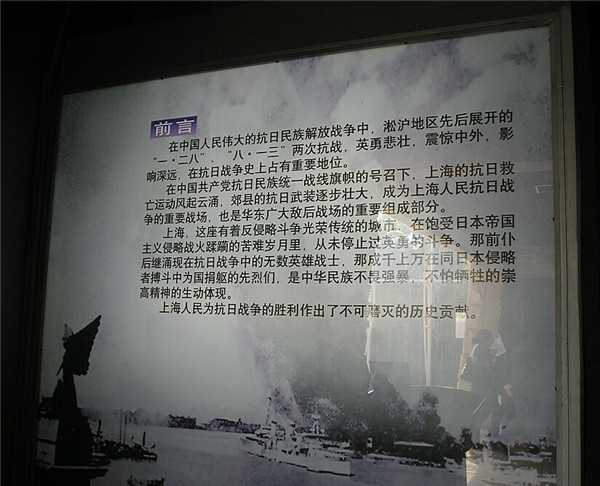 前言
在中国人民伟大的抗日民族解放战争中，淞沪地区先后展开的
“一·二八”、“八·一三”两次抗战，英勇悲壮，震惊中外，影
响深远，在抗日战争史上占有重要地位。
在中国共产党抗日民族统一战线旗帜的号召下，上海的抗日救
亡运动风起云涌，郊县的抗日武装逐步壮大，成为上海人民抗日战
争的重要战场，也是华东广大敌后战场的重要组成部分。
上海，这座有着反侵略斗争光荣传统的城市，在饱受日本帝国
主义侵略战火蹂躏的苦难岁月里，从未停止过英勇的斗争。那前仆
后继涌现在抗日战争中的无数英雄战士，那成千上万在同日本侵略
者搏斗中为国捐躯的先烈们，是中华民族不畏强暴，不怕牺牲的崇
高精神的生动体现。
上海人民为抗日战争的胜利作出了不可磨灭的历史贡献。